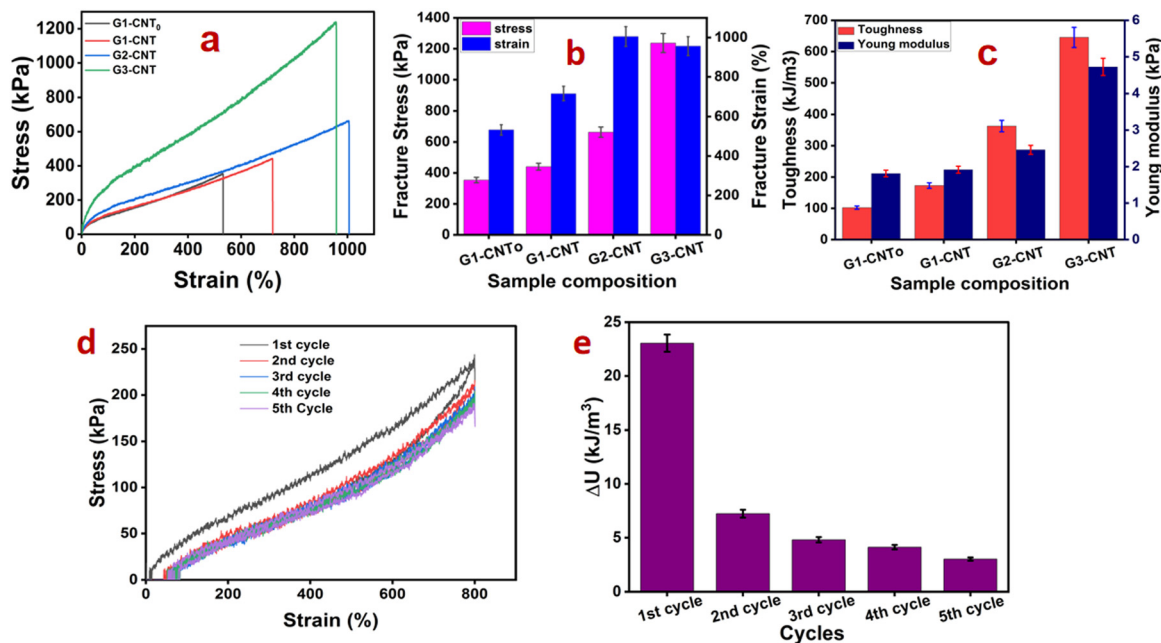 a
G1-CNT₀
G1-CNT
G2-CNT
G3-CNT
1200
1000
800
600
400
200
0
0 200 400 600 800 1000
Stress (kPa)
Strain (%)
b
stress
strain
1400
1200
1000
800
600
400
200
0
1000
800
600
400
200
0
Fracture Stress (kPa)
Fracture Strain (%)
G1-CNTo G1-CNT G2-CNT G3-CNT
Sample composition
c
Toughness
Young modulus
700
600
500
400
300
200
100
0
6
5
4
3
2
1
0
Toughness (kJ/m3)
Young modulus (kPa)
G1-CNTo G1-CNT G2-CNT G3-CNT
Sample composition
d
1st cycle
2nd cycle
3rd cycle
4th cycle
5th Cycle
250
200
150
100
50
0
0 200 400 600 800
Stress (kPa)
Strain (%)
e
25
20
15
10
5
0
ΔU (kJ/m³)
1st cycle 2nd cycle 3rd cycle 4th cycle 5th cycle
Cycles